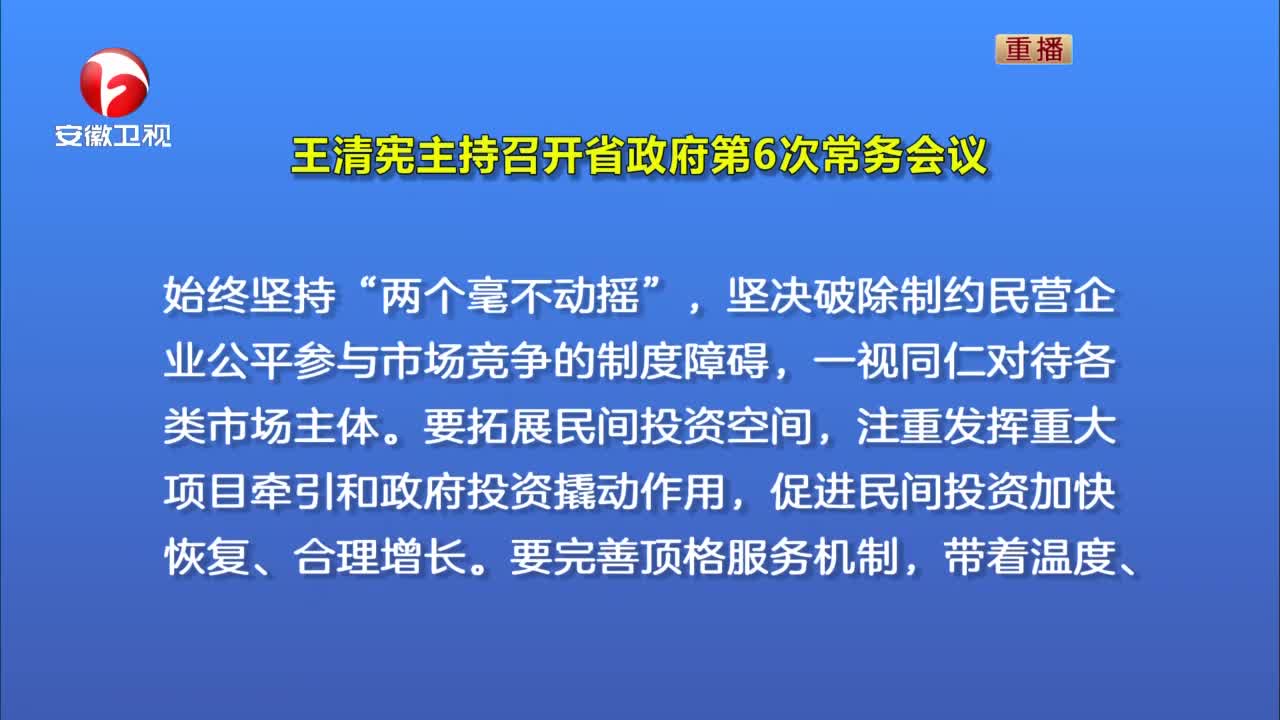 重播
安徽卫视
王清宪主持召开省政府第6次常务会议
始终坚持“两个毫不动摇”，坚决破除制约民营企
业公平参与市场竞争的制度障碍，一视同仁对待各
类市场主体。要拓展民间投资空间，注重发挥重大
项目牵引和政府投资撬动作用，促进民间投资加快
恢复、合理增长。要完善顶格服务机制，带着温度、